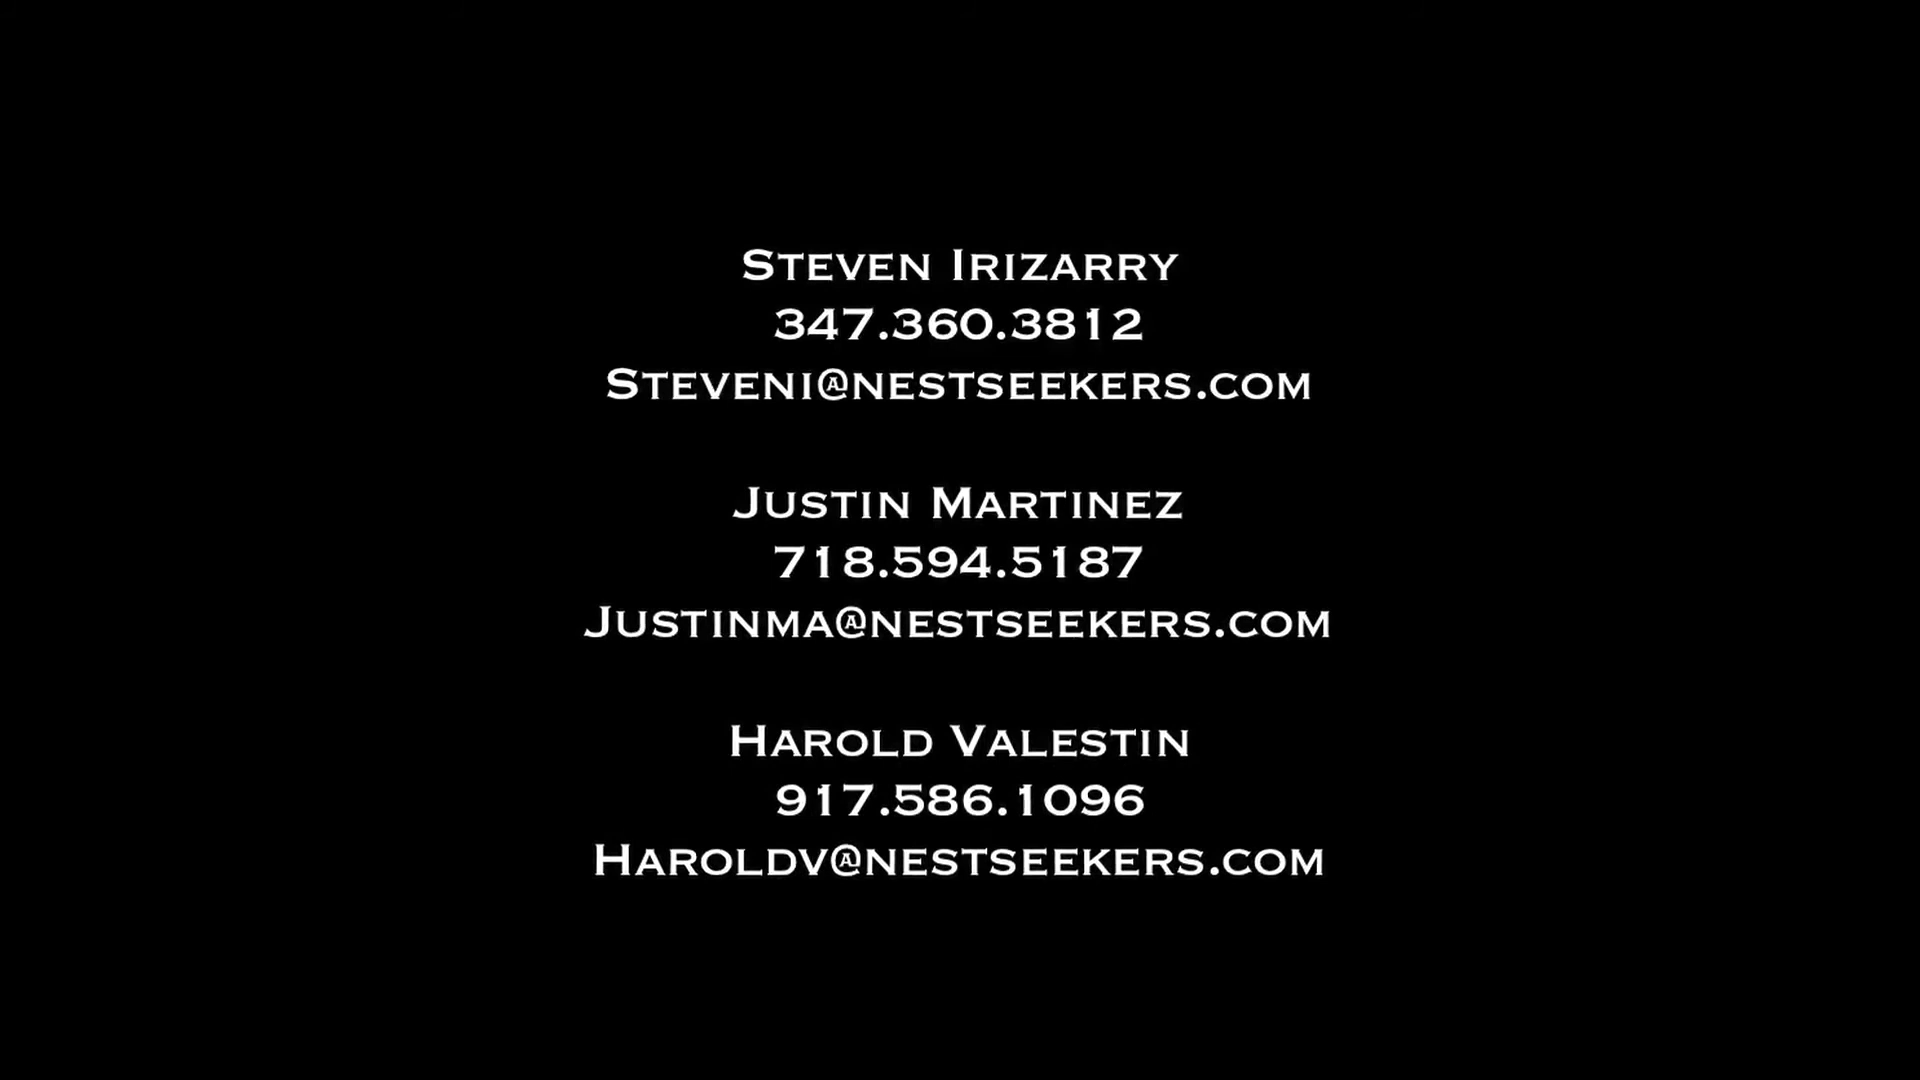 Steven Irizarry
347.360.3812
Steveni@nestseekers.com
Justin Martinez
718.594.5187
Justinma@nestseekers.com
Harold Valestin
917.586.1096
Haroldv@nestseekers.com